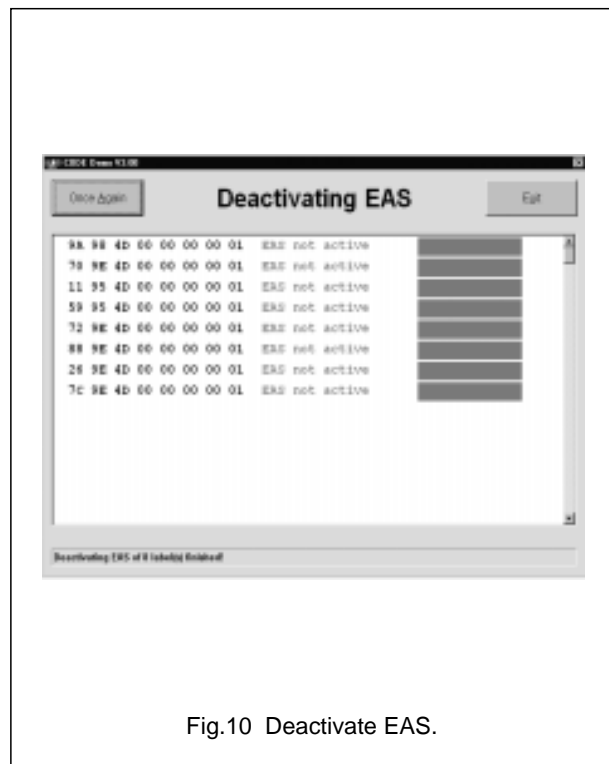 I·CODE Demo V3.00
Once Again
Deactivating EAS
Exit
9A 98 4D 00 00 00 00 01 EAS not active
70 9E 4D 00 00 00 00 01 EAS not active
11 95 4D 00 00 00 00 01 EAS not active
59 95 4D 00 00 00 00 01 EAS not active
72 9E 4D 00 00 00 00 01 EAS not active
88 9E 4D 00 00 00 00 01 EAS not active
26 9E 4D 00 00 00 00 01 EAS not active
7C 9E 4D 00 00 00 00 01 EAS not active
Deactivating EAS of 8 label(s) finished!
Fig.10 Deactivate EAS.